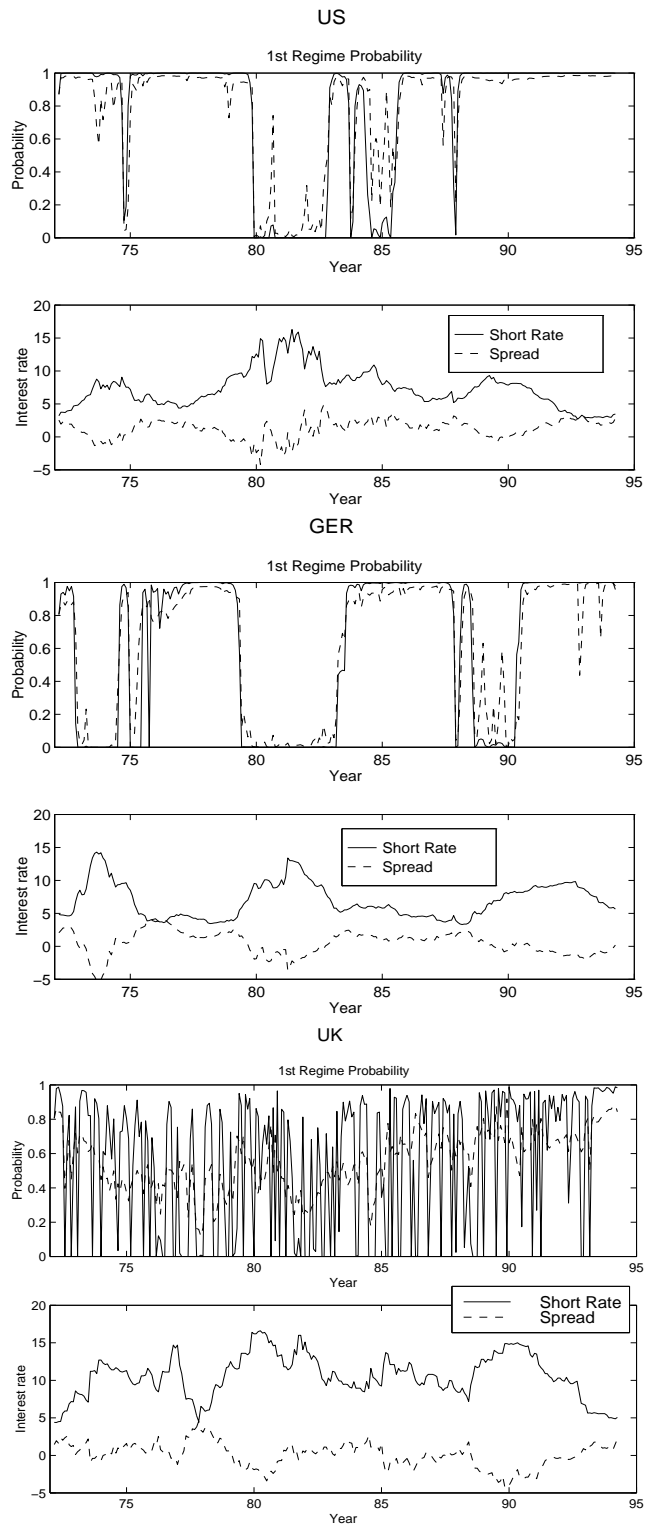 US
1st Regime Probability
1
0.8
0.6
0.4
0.2
0
Probability
75 80 85 90 95
Year
20
15
10
5
0
−5
Interest rate
Short Rate
Spread
75 80 85 90 95
Year
GER
1st Regime Probability
1
0.8
0.6
0.4
0.2
0
Probability
75 80 85 90 95
Year
20
15
10
5
0
−5
Interest rate
Short Rate
Spread
75 80 85 90 95
Year
UK
1st Regime Probability
1
0.8
0.6
0.4
0.2
0
Probability
75 80 85 90 95
Year
20
15
10
5
0
−5
Interest rate
Short Rate
Spread
75 80 85 90 95
Year